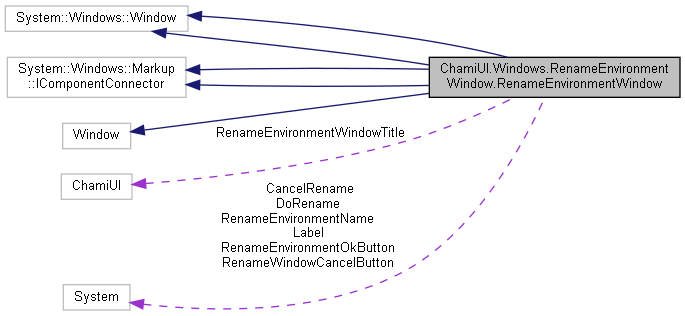 System::Windows::Window
System::Windows::Markup
::IComponentConnector
ChamiUI.Windows.RenameEnvironment
Window.RenameEnvironmentWindow
Window
RenameEnvironmentWindowTitle
ChamiUI
CancelRename
DoRename
RenameEnvironmentName
Label
RenameEnvironmentOkButton
RenameWindowCancelButton
System